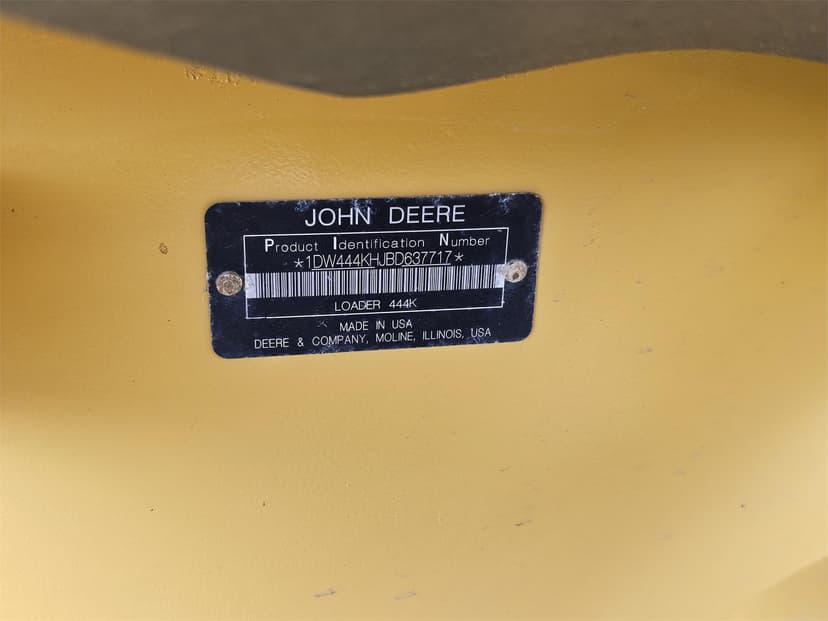 JOHN DEERE
Product Identification Number
*1DW444KHJBD637717*
LOADER 444K
MADE IN USA
DEERE & COMPANY, MOLINE, ILLINOIS, USA